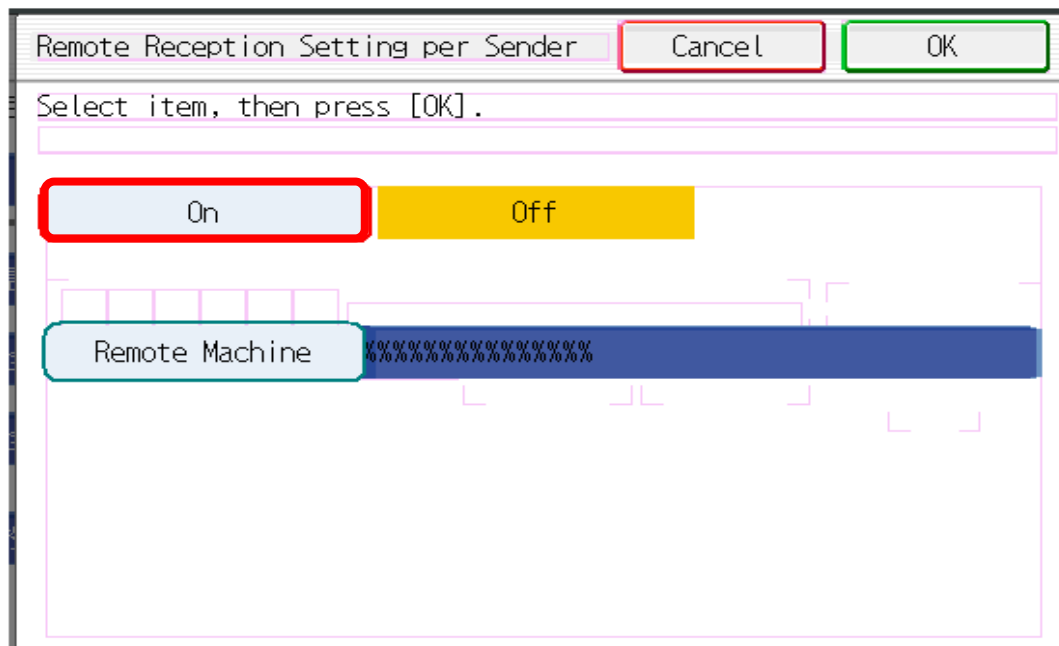 Remote Reception Setting per Sender Cancel OK
Select item, then press [OK].
On Off
Remote Machine %%%%%%%%%%%%%%%